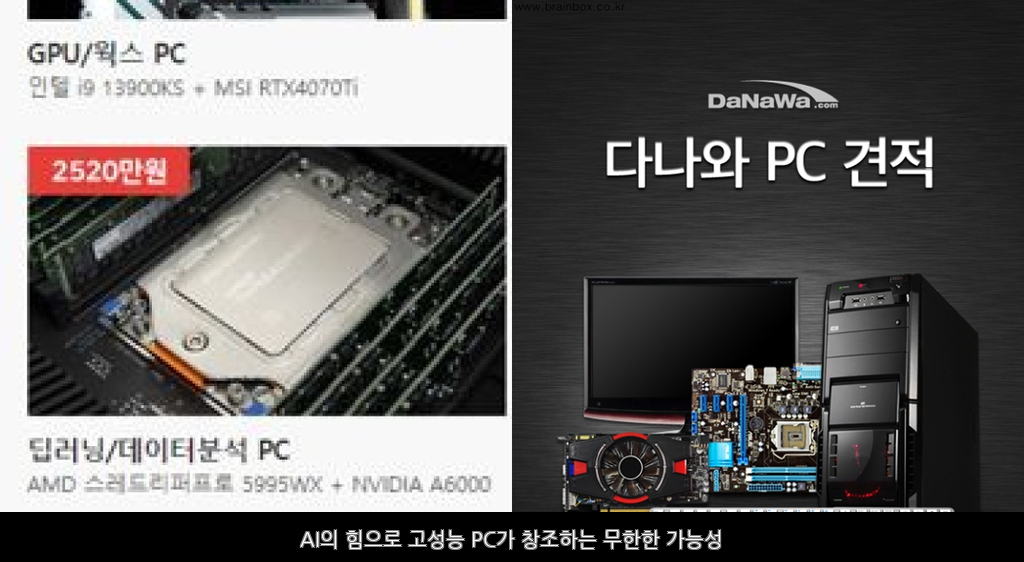 GPU/웍스 PC
인텔 i9 13900KS + MSI RTX4070Ti
2520만원
딥러닝/데이터분석 PC
AMD 스레드리퍼프로 5995WX + NVIDIA A6000
www.brainbox.co.kr
DaNaWa.com
다나와 PC 견적
AI의 힘으로 고성능 PC가 창조하는 무한한 가능성